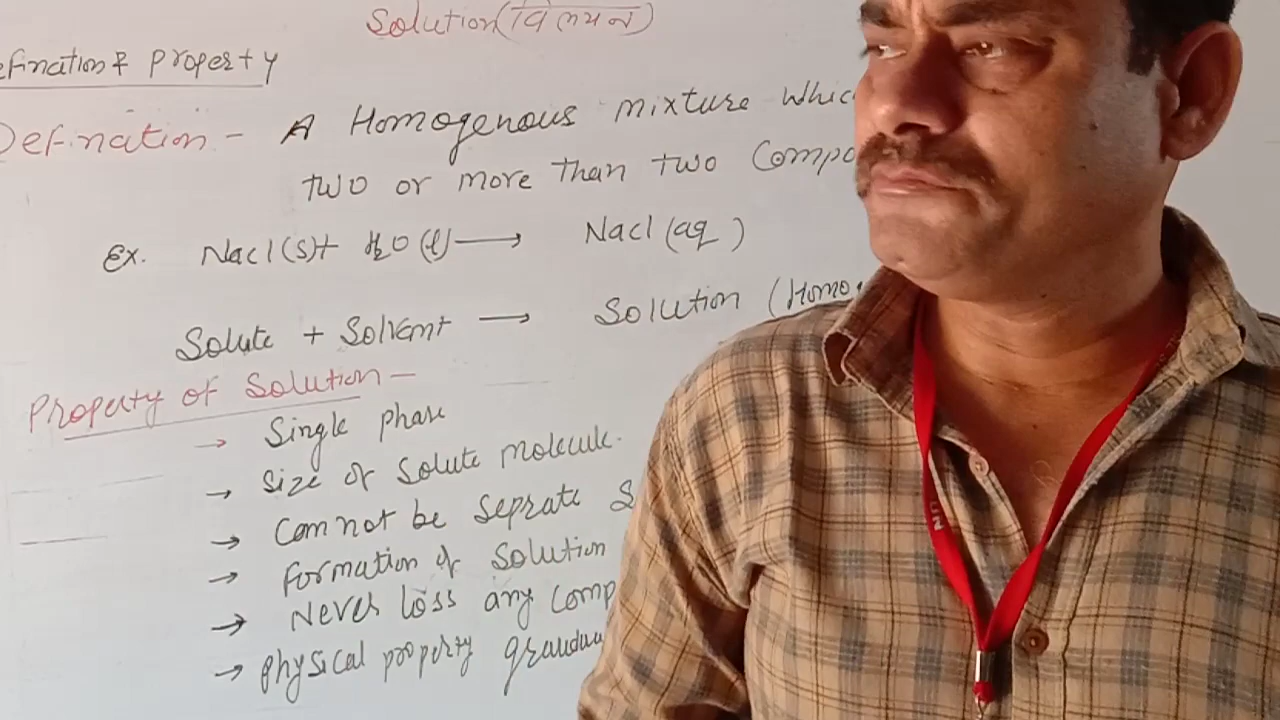 Solution (विलयन)
efination & property
Defination - A Homogenous mixture Whic
two or more than two Compo
Ex. Nacl(s)+ H2O(l) ⟶ Nacl (aq)
Solute + Solvent ⟶ Solution (Homo.
Property of Solution -
→ Single phase
→ Size of Solute molecule.
→ Can not be Seprate S
→ formation of Solution
→ Never loss any comp
→ physical property